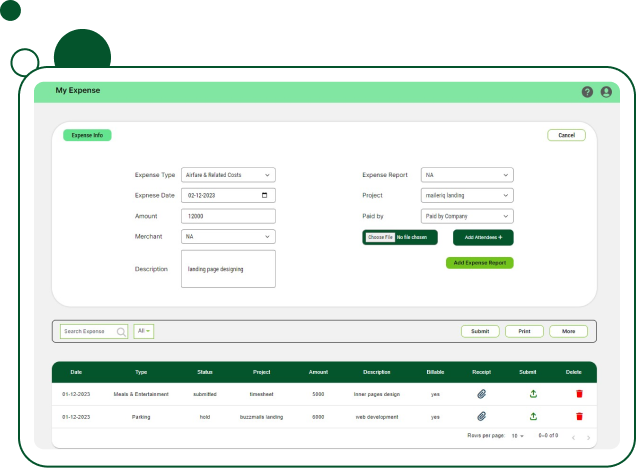 My Expense
Expense Info
Cancel
Expense Type Airfare & Related Costs Expense Report NA
Expnese Date 02-12-2023 Project maileriq landing
Amount 12000 Paid by Paid by Company
Merchant NA Choose File No file chosen Add Attendees +
Add Expense Report
Description landing page designing
Search Expense All Submit Print More
Date Type Status Project Amount Description Billable Receipt Submit Delete
01-12-2023 Meals & Entertainment submitted timesheet 5000 Inner pages design yes
01-12-2023 Parking hold buzzmails landing 6000 web development yes
Rows per page: 10 0-0 of 0